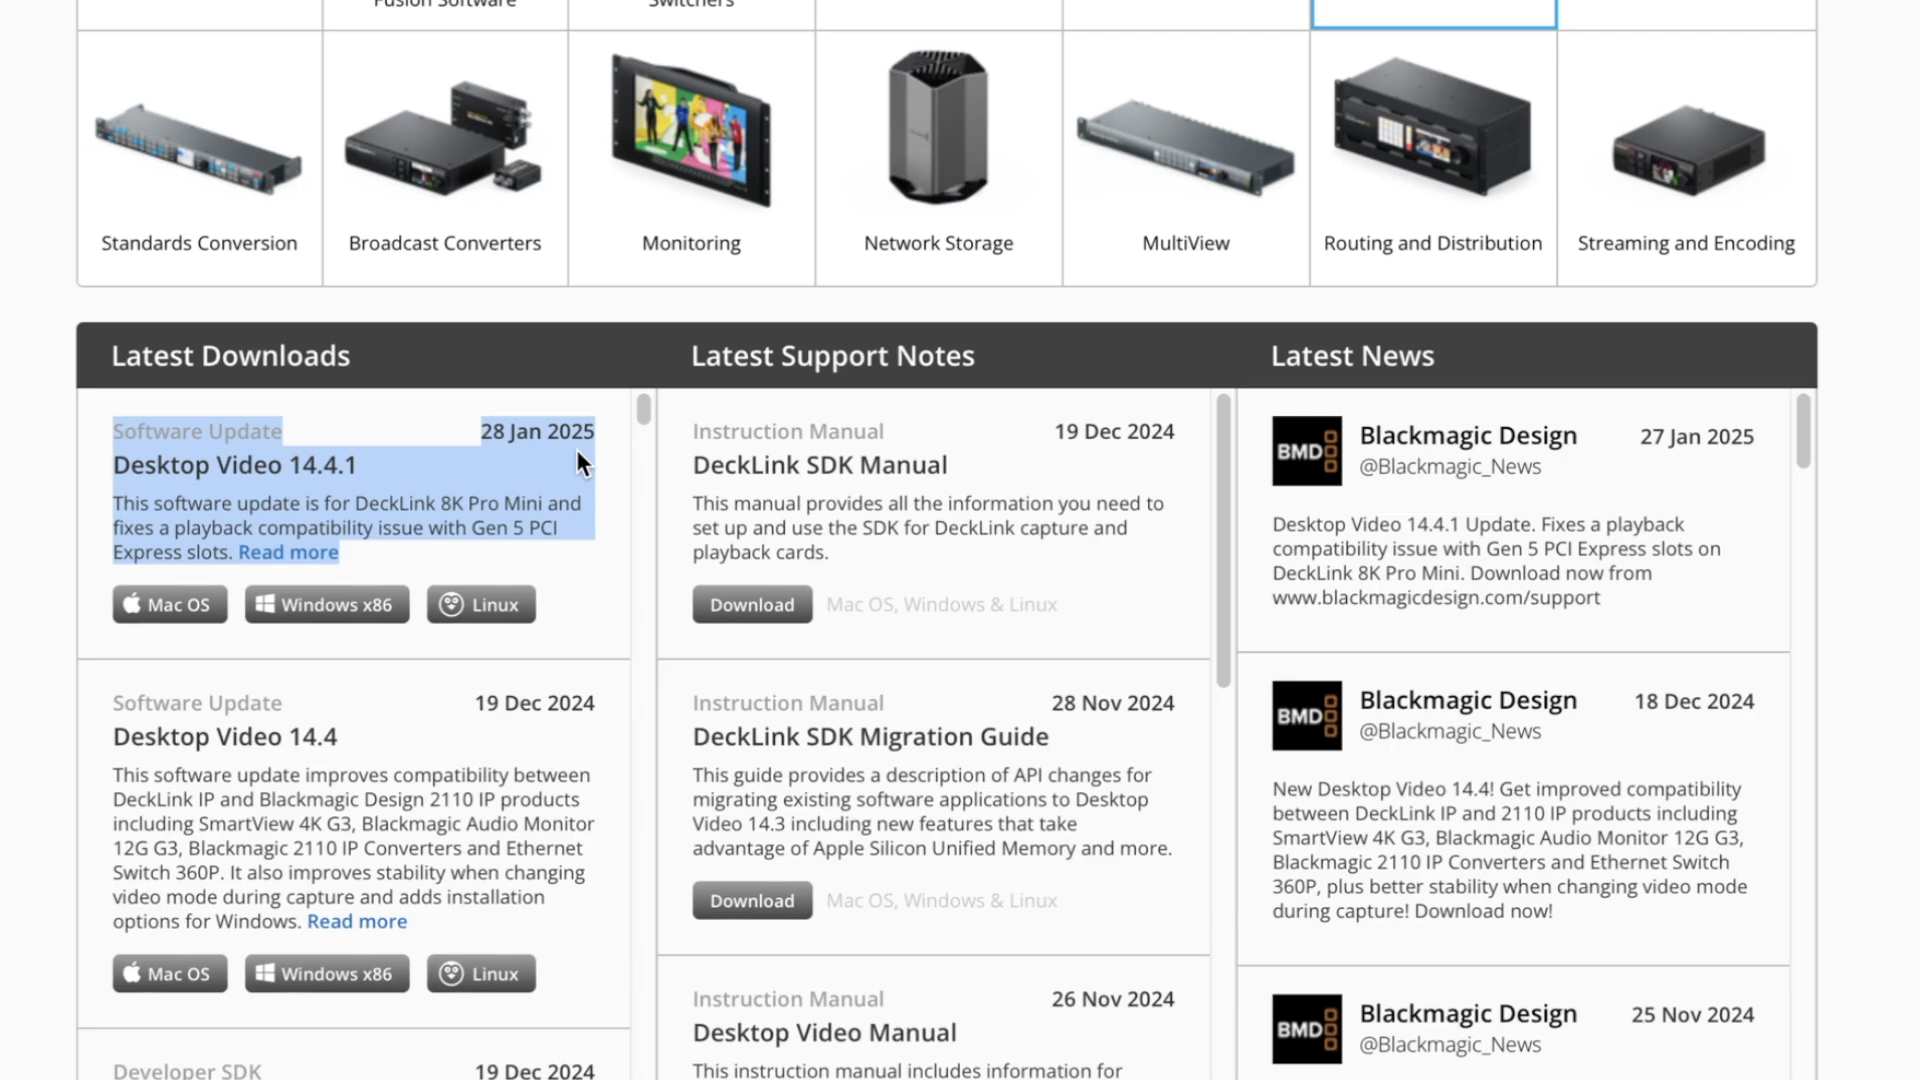 Fusion Software
Switchers
Standards Conversion
Broadcast Converters
Monitoring
Network Storage
MultiView
Routing and Distribution
Streaming and Encoding
Latest Downloads
Software Update
28 Jan 2025
Desktop Video 14.4.1
This software update is for DeckLink 8K Pro Mini and
fixes a playback compatibility issue with Gen 5 PCI
Express slots. Read more
Mac OS
Windows x86
Linux
Software Update
19 Dec 2024
Desktop Video 14.4
This software update improves compatibility between
DeckLink IP and Blackmagic Design 2110 IP products
including SmartView 4K G3, Blackmagic Audio Monitor
12G G3, Blackmagic 2110 IP Converters and Ethernet
Switch 360P. It also improves stability when changing
video mode during capture and adds installation
options for Windows. Read more
Mac OS
Windows x86
Linux
Developer SDK
19 Dec 2024
Latest Support Notes
Instruction Manual
19 Dec 2024
DeckLink SDK Manual
This manual provides all the information you need to
set up and use the SDK for DeckLink capture and
playback cards.
Download
Mac OS, Windows & Linux
Instruction Manual
28 Nov 2024
DeckLink SDK Migration Guide
This guide provides a description of API changes for
migrating existing software applications to Desktop
Video 14.3 including new features that take
advantage of Apple Silicon Unified Memory and more.
Download
Mac OS, Windows & Linux
Instruction Manual
26 Nov 2024
Desktop Video Manual
This instruction manual includes information for
Latest News
BMD
Blackmagic Design
27 Jan 2025
@Blackmagic_News
Desktop Video 14.4.1 Update. Fixes a playback
compatibility issue with Gen 5 PCI Express slots on
DeckLink 8K Pro Mini. Download now from
www.blackmagicdesign.com/support
BMD
Blackmagic Design
18 Dec 2024
@Blackmagic_News
New Desktop Video 14.4! Get improved compatibility
between DeckLink IP and 2110 IP products including
SmartView 4K G3, Blackmagic Audio Monitor 12G G3,
Blackmagic 2110 IP Converters and Ethernet Switch
360P, plus better stability when changing video mode
during capture! Download now!
BMD
Blackmagic Design
25 Nov 2024
@Blackmagic_News